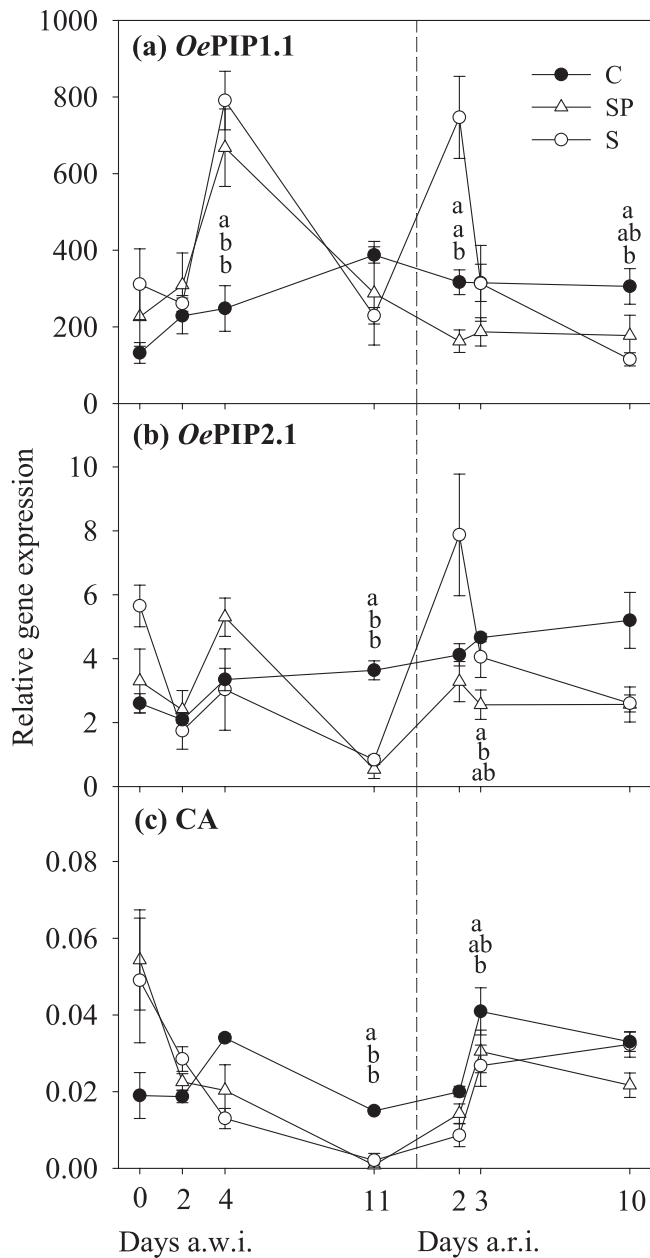 Relative gene expression
(a) OePIP1.1
1000
800
600
400
200
0
C
SP
S
a
b
b
a
a
b
a
ab
b
(b) OePIP2.1
10
8
6
4
2
0
a
b
b
a
b
ab
(c) CA
0.08
0.06
0.04
0.02
0.00
a
b
b
a
ab
b
0 2 4 11 2 3 10
Days a.w.i. Days a.r.i.